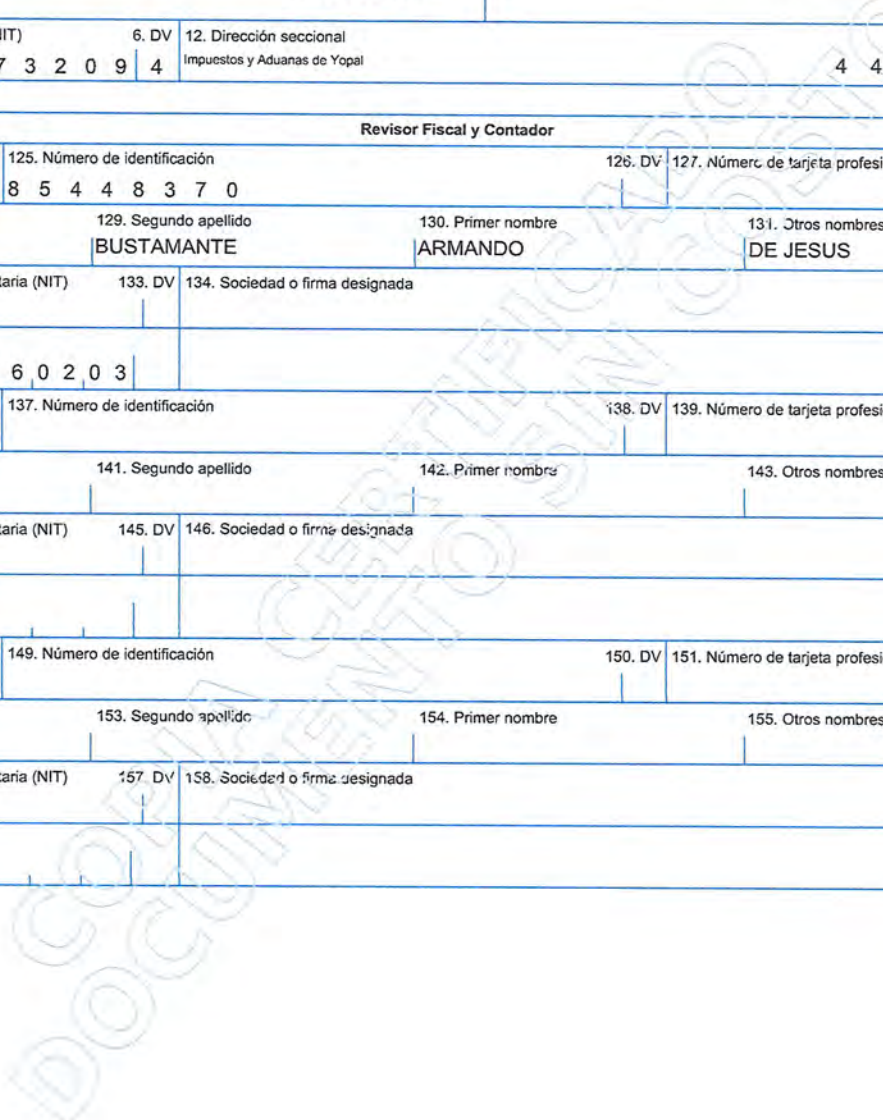 IIT) 6. DV 12. Dirección seccional
7 3 2 0 9 4 Impuestos y Aduanas de Yopal 4 4
Revisor Fiscal y Contador
125. Número de identificación 126. DV 127. Número de tarjeta profesi
8 5 4 4 8 3 7 0
129. Segundo apellido 130. Primer nombre 131. Otros nombres
BUSTAMANTE ARMANDO DE JESUS
taria (NIT) 133. DV 134. Sociedad o firma designada
6 0 2 0 3
137. Número de identificación 138. DV 139. Número de tarjeta profesi
141. Segundo apellido 142. Primer nombre 143. Otros nombres
taria (NIT) 145. DV 146. Sociedad o firma designada
149. Número de identificación 150. DV 151. Número de tarjeta profesi
153. Segundo apellido 154. Primer nombre 155. Otros nombres
taria (NIT) 157. DV 158. Sociedad o firma designada
COPIA CERTIFICADO
DOCUMENTO SIN COSTO